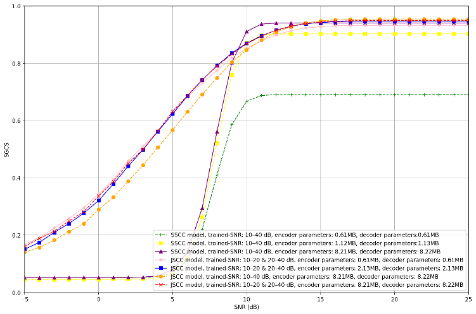 1.0
0.8
0.6
0.4
0.2
0.0
SGCS
-5
0
5
10
15
20
25
SNR (dB)
SSCC model, trained-SNR: 10-40 dB, encoder parameters: 0.61MB, decoder parameters:0.61MB
SSCC model, trained-SNR: 10-40 dB, encoder parameters: 1.12MB, decoder parameters:1.13MB
SSCC model, trained-SNR: 10-40 dB, encoder parameters: 8.21MB, decoder parameters: 8.22MB
JSCC model, trained-SNR: 10-20 & 20-40 dB, encoder parameters: 0.61MB, decoder parameters: 0.61MB
JSCC model, trained-SNR: 10-20 & 20-40 dB, encoder parameters: 2.13MB, decoder parameters: 2.13MB
JSCC model, trained-SNR: 10-40 dB, encoder parameters: 8.21MB, decoder parameters: 8.22MB
JSCC model, trained-SNR: 10-20 & 20-40 dB, encoder parameters: 8.21MB, decoder parameters: 8.22MB